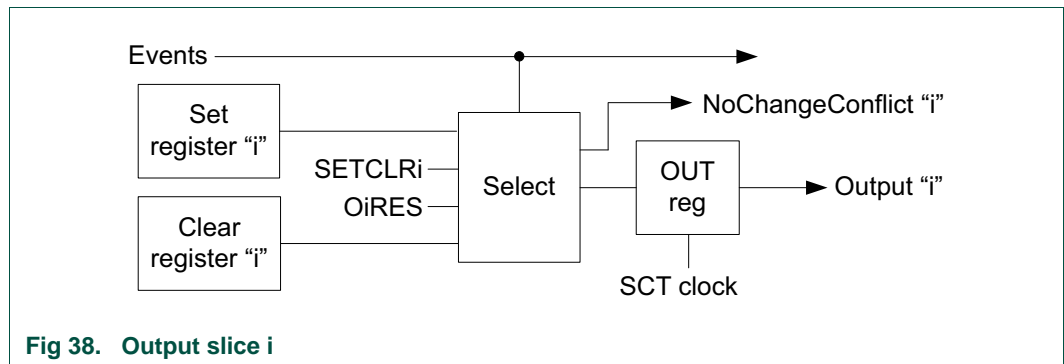 Events
Set
register “i”
NoChangeConflict “i”
SETCLRi
OiRES
Select
OUT
reg
Output “i”
Clear
register “i”
SCT clock
Fig 38. Output slice i